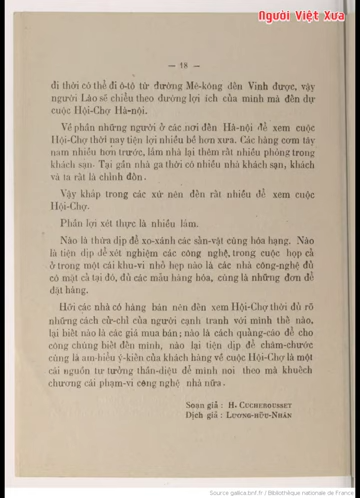 Người Việt Xưa
— 18 —
đi thời có thể đi ô-tô từ đường Mê-kông đến Vinh được, vậy
người Lào sẽ chiều theo đường lợi ích của mình mà đến dự
cuộc Hội-Chợ Hà-nội.
Về phần những người ở các nơi đến Hà-nội để xem cuộc
Hội-Chợ thời nay tiện lợi nhiều bề hơn xưa. Các hàng cơm tây
nam nhiều hơn trước, lắm nhà lại thêm rất nhiều phòng trong
khách sạn. Tại gần nhà ga thời có nhiều nhà khách sạn, khách
và ta rất là chỉnh đốn.
Vậy khắp trong các xứ nên đến rất nhiều để xem cuộc
Hội-Chợ.
Phần lợi xét thực là nhiều lắm.
Nào là thừa dịp để xo-xánh các sản-vật cùng hóa hạng. Nào
là tiện dịp để xét nghiệm các công nghệ, trong cuộc họp cả
ở trong một cái khu-vi nhỏ hẹp nào là các nhà công-nghệ đủ
có mặt cả tại đó, đủ các mẫu hàng hóa, cùng là những đơn để
đặt hàng.
Hỡi các nhà có hàng bán nên đến xem Hội-Chợ thời đủ rõ
những cách cử-chỉ của người cạnh tranh với mình thế nào,
lại biết nào là các giá mua bán; nào là cách quảng-cáo để cho
công chúng biết đến mình, nào lại tiện dịp để châm-chước
cùng là am-hiểu ý-kiến của khách hàng về cuộc Hội-Chợ là một
cái nguồn tư tưởng thần-diệu để mình noi theo mà khuếch
chương cái phạm-vi công nghệ nhà nữa.
Soạn giả : H. CUCHEROUSSET
Dịch giả : LƯƠNG-HỮU-NHÂN
Source gallica.bnf.fr / Bibliothèque nationale de France